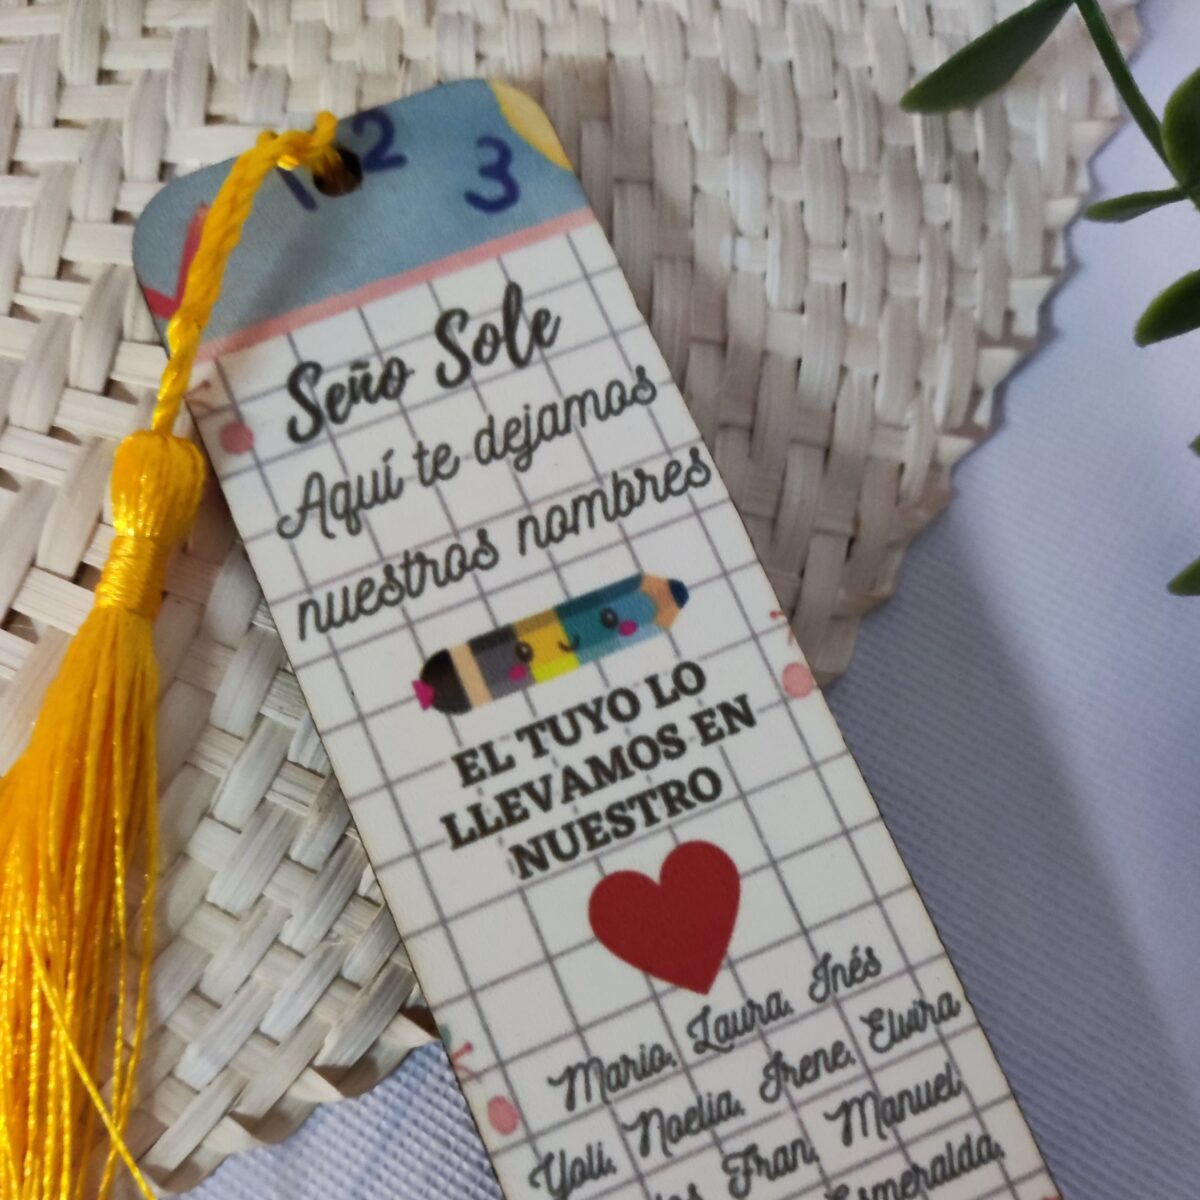 1 2 3
Seño Sole
Aquí te dejamos
nuestros nombres
EL TUYO LO
LLEVAMOS EN
NUESTRO
Mario, Laura, Inés
Yoli, Noelia, Irene, Elvira
Fran, Manuel
Esmeralda,